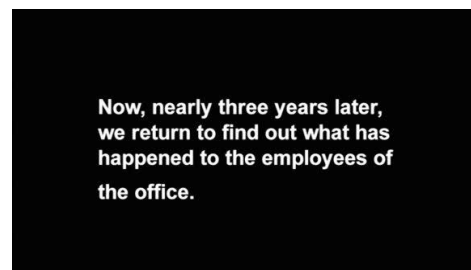 Now, nearly three years later,
we return to find out what has
happened to the employees of
the office.